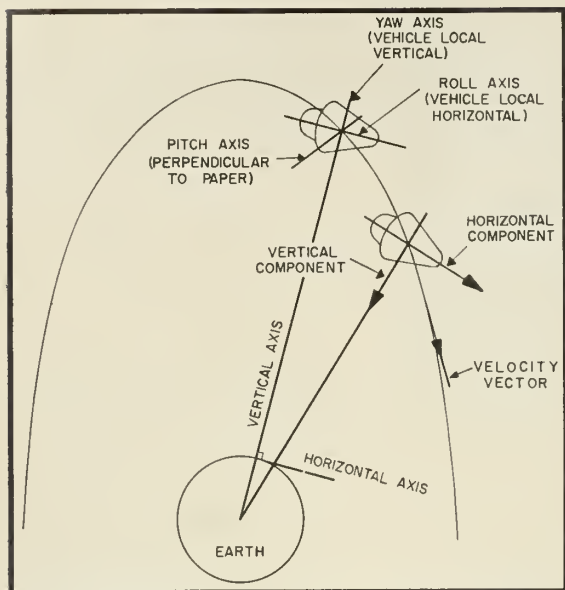 YAW AXIS
(VEHICLE LOCAL
VERTICAL)
ROLL AXIS
(VEHICLE LOCAL
HORIZONTAL)
PITCH AXIS
(PERPENDICULAR
TO PAPER)
HORIZONTAL
COMPONENT
VERTICAL
COMPONENT
VELOCITY
VECTOR
VERTICAL AXIS
HORIZONTAL AXIS
EARTH